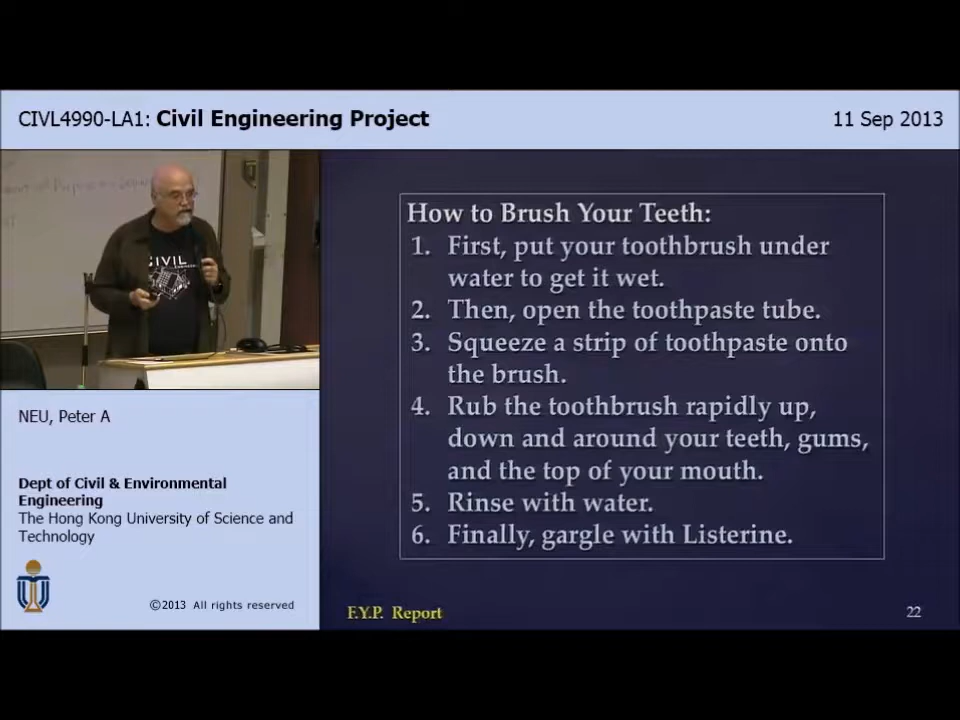 CIVL4990-LA1: Civil Engineering Project
11 Sep 2013
CIVIL
NEU, Peter A
Dept of Civil & Environmental
Engineering
The Hong Kong University of Science and
Technology
©2013 All rights reserved
How to Brush Your Teeth:
1. First, put your toothbrush under
water to get it wet.
2. Then, open the toothpaste tube.
3. Squeeze a strip of toothpaste onto
the brush.
4. Rub the toothbrush rapidly up,
down and around your teeth, gums,
and the top of your mouth.
5. Rinse with water.
6. Finally, gargle with Listerine.
F.Y.P. Report
22